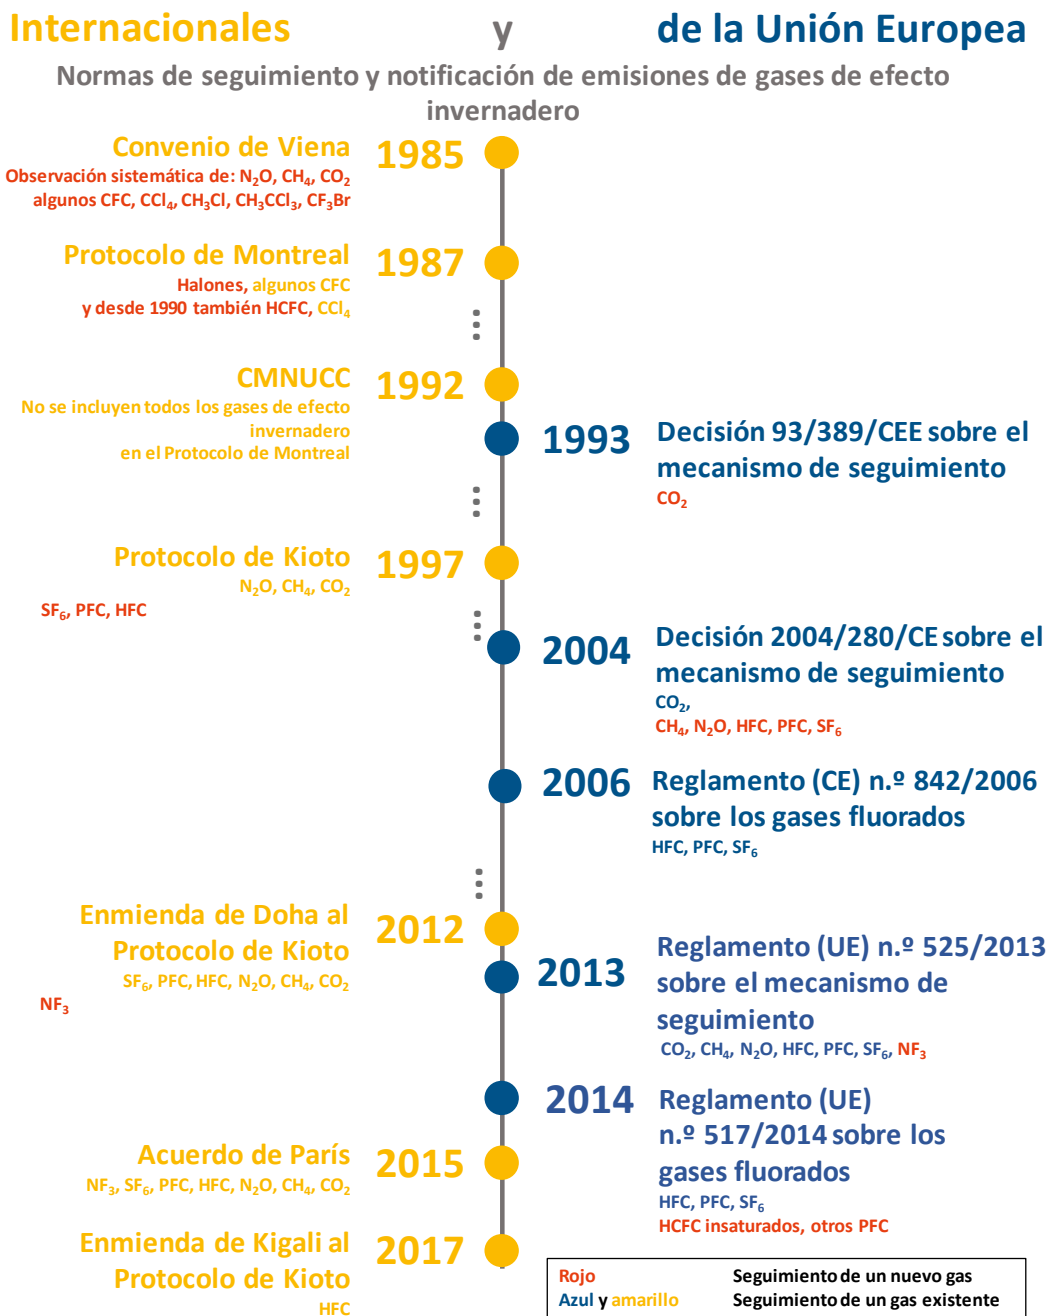 Internacionales y de la Unión Europea
Normas de seguimiento y notificación de emisiones de gases de efecto
invernadero
Convenio de Viena 1985
Observación sistemática de: N₂O, CH₄, CO₂
algunos CFC, CCl₄, CH₃Cl, CH₃CCl₃, CF₃Br
Protocolo de Montreal 1987
Halones, algunos CFC
y desde 1990 también HCFC, CCl₄
CMNUCC 1992
No se incluyen todos los gases de efecto
invernadero
en el Protocolo de Montreal
1993 Decisión 93/389/CEE sobre el
mecanismo de seguimiento
CO₂
Protocolo de Kioto 1997
N₂O, CH₄, CO₂
SF₆, PFC, HFC
2004 Decisión 2004/280/CE sobre el
mecanismo de seguimiento
CO₂,
CH₄, N₂O, HFC, PFC, SF₆
2006 Reglamento (CE) n.º 842/2006
sobre los gases fluorados
HFC, PFC, SF₆
Enmienda de Doha al
Protocolo de Kioto 2012
SF₆, PFC, HFC, N₂O, CH₄, CO₂
NF₃
2013 Reglamento (UE) n.º 525/2013
sobre el mecanismo de
seguimiento
CO₂, CH₄, N₂O, HFC, PFC, SF₆, NF₃
2014 Reglamento (UE)
n.º 517/2014 sobre los
gases fluorados
HFC, PFC, SF₆
HCFC insaturados, otros PFC
Acuerdo de París 2015
NF₃, SF₆, PFC, HFC, N₂O, CH₄, CO₂
Enmienda de Kigali al
Protocolo de Kioto 2017
HFC
Rojo Seguimiento de un nuevo gas
Azul y amarillo Seguimiento de un gas existente